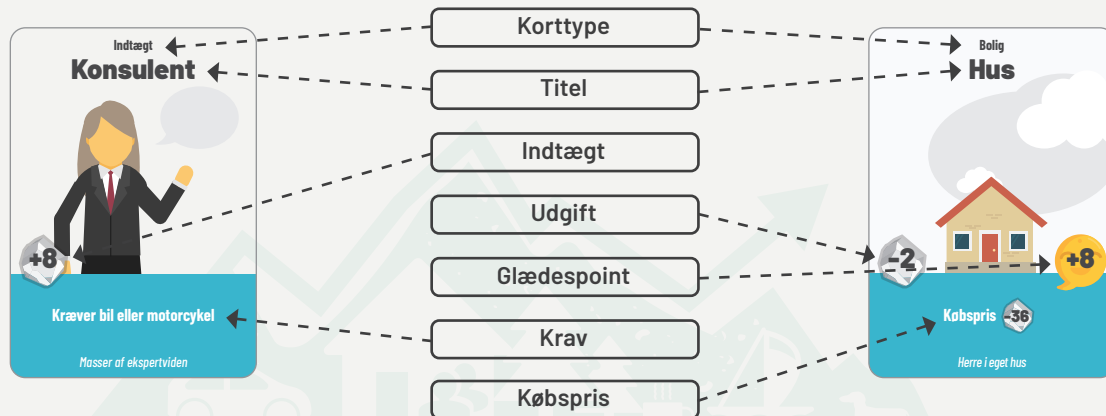 Indtægt
Konsulent
+8
Kræver bil eller motorcykel
Masser af ekspertviden
Korttype
Titel
Indtægt
Udgift
Glædespoint
Krav
Købspris
Bolig
Hus
-2
+8
Købspris -36
Herre i eget hus